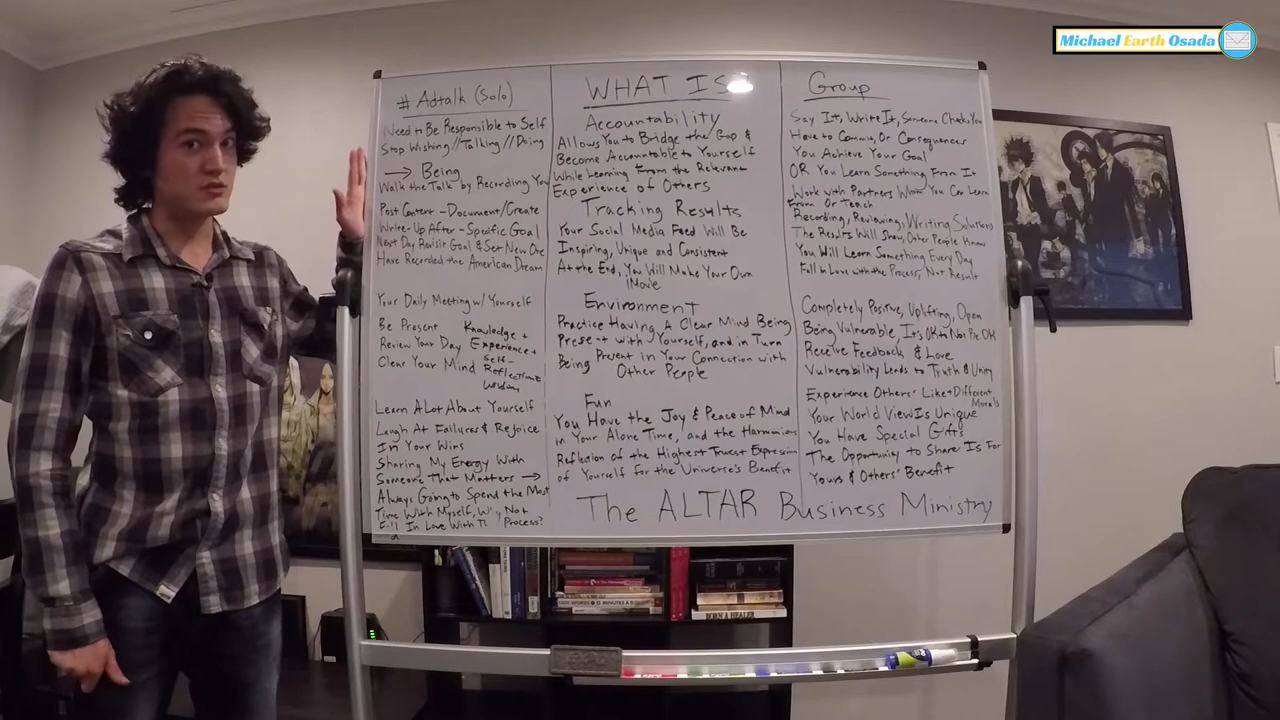 Michael Earth Osada
# Adtalk (Solo)
Need to Be Responsible to Self
Stop Wishing // Talking // Doing
→ Being
Walk the Talk by Recording You
Post Content - Document/Create
Write-Up After - Specific Goal
Next Day Revisit Goal & Set New One
Have Recorded the American Dream
Your Daily Meeting w/ Yourself
Be Present
Review Your Day
Clear Your Mind
Knowledge +
Experience +
Self-
Reflection =
Wisdom
Learn A Lot About Yourself
Laugh At Failures & Rejoice
In Your Wins
Sharing My Energy With
Someone That Matters →
Always Going to Spend the Most
Time With Myself, Not
In Love With Process?
WHAT IS
Accountability
Allows You to Bridge the Gap &
Become Accountable to Yourself
While Learning From the Relevant
Experience of Others
Tracking Results
Your Social Media Feed Will Be
Inspiring, Unique and Consistent
At the End, You Will Make Your Own
iMovie
Environment
Practice Having A Clear Mind Being
Present with Yourself, and in Turn
Being Present in Your Connection with
Other People
Fun
You Have the Joy & Peace of Mind
in Your Alone Time, and the Harmonious
Reflection of the Highest Truest Expression
of Yourself for the Universe's Benefit
Group
Say It, Write It, Someone Checks You
Have to Commit, Or Consequences
You Achieve Your Goal
OR You Learn Something From It
Work with Partners Whom You Can Learn
From Or Teach
Recording, Reviewing, Writing Solutions
The Results Will Show, Other People Know
You Will Learn Something Every Day
Fall in Love with the Process, Not Result
Completely Positive, Uplifting, Open
Being Vulnerable, It's OK to Not Be OK
Receive Feedback & Love
Vulnerability Leads to Truth & Unity
Experience Others' Like + Different
Morals
Your World View Is Unique
You Have Special Gifts
The Opportunity to Share Is For
Yours & Others' Benefit
The ALTAR Business Ministry
BORN A HEALER
EXPO